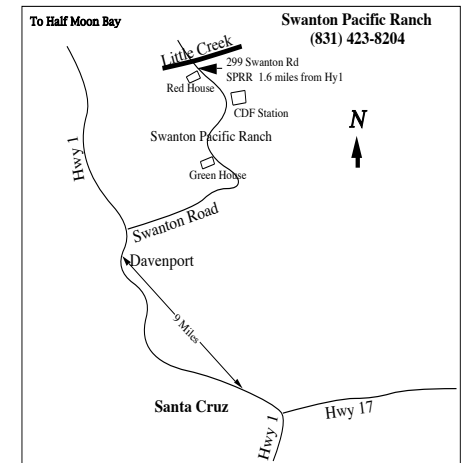 To Half Moon Bay
Swanton Pacific Ranch
(831) 423-8204
Little Creek
299 Swanton Rd
SPRR 1.6 miles from Hy1
Red House
CDF Station
N
Swanton Pacific Ranch
Hwy 1
Green House
Swanton Road
Davenport
9 Miles
Santa Cruz
Hwy 17
Hwy 1